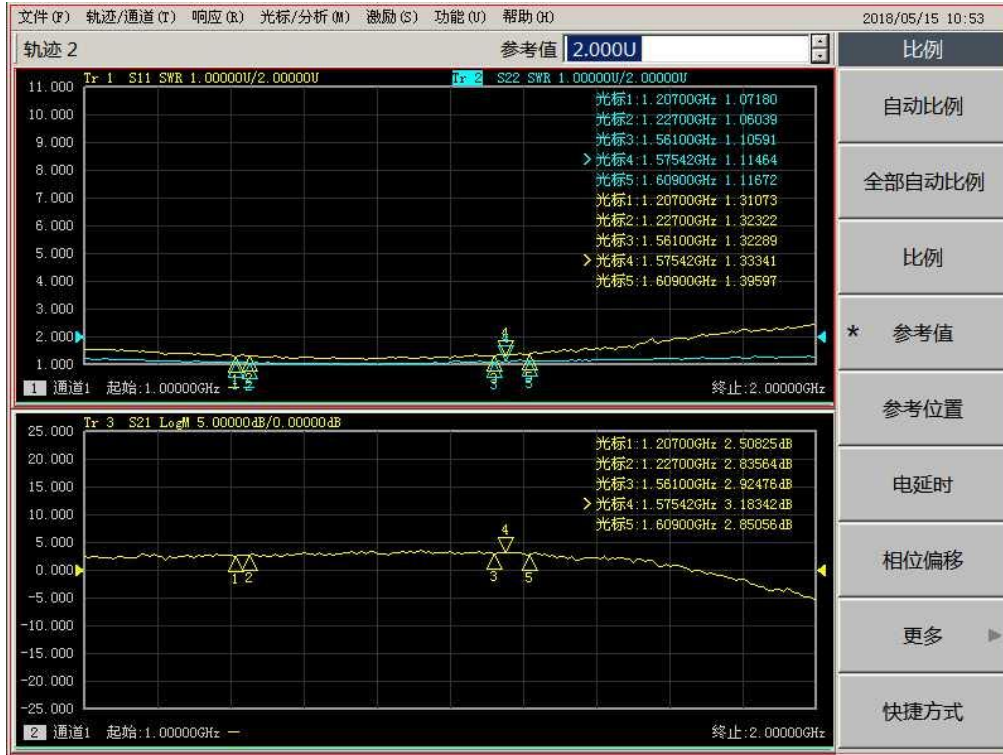 文件(F) 轨迹/通道(T) 响应(R) 光标/分析(M) 激励(S) 功能(U) 帮助(H) 2018/05/15 10:53
轨迹 2 参考值 2.000U 比例
Tr 1 S11 SWR 1.00000U/2.00000U Tr 2 S22 SWR 1.00000U/2.00000U
11.000
10.000
9.000
8.000
7.000
6.000
5.000
4.000
3.000
2.000
1.000
光标1:1.20700GHz 1.07180
光标2:1.22700GHz 1.06039
光标3:1.56100GHz 1.10591
>光标4:1.57542GHz 1.11464
光标5:1.60900GHz 1.11672
光标1:1.20700GHz 1.31073
光标2:1.22700GHz 1.32322
光标3:1.56100GHz 1.32289
>光标4:1.57542GHz 1.33341
光标5:1.60900GHz 1.39597
4
1 2 3 5
1 通道1 起始:1.00000GHz 终止:2.00000GHz
Tr 3 S21 LogM 5.00000dB/0.00000dB
25.000
20.000
15.000
10.000
5.000
0.000
-5.000
-10.000
-15.000
-20.000
-25.000
光标1:1.20700GHz 2.50825dB
光标2:1.22700GHz 2.83564dB
光标3:1.56100GHz 2.92476dB
>光标4:1.57542GHz 3.18342dB
光标5:1.60900GHz 2.85056dB
4
1 2 3 5
2 通道1 起始:1.00000GHz — 终止:2.00000GHz
自动比例
全部自动比例
比例
* 参考值
参考位置
电延时
相位偏移
更多
快捷方式